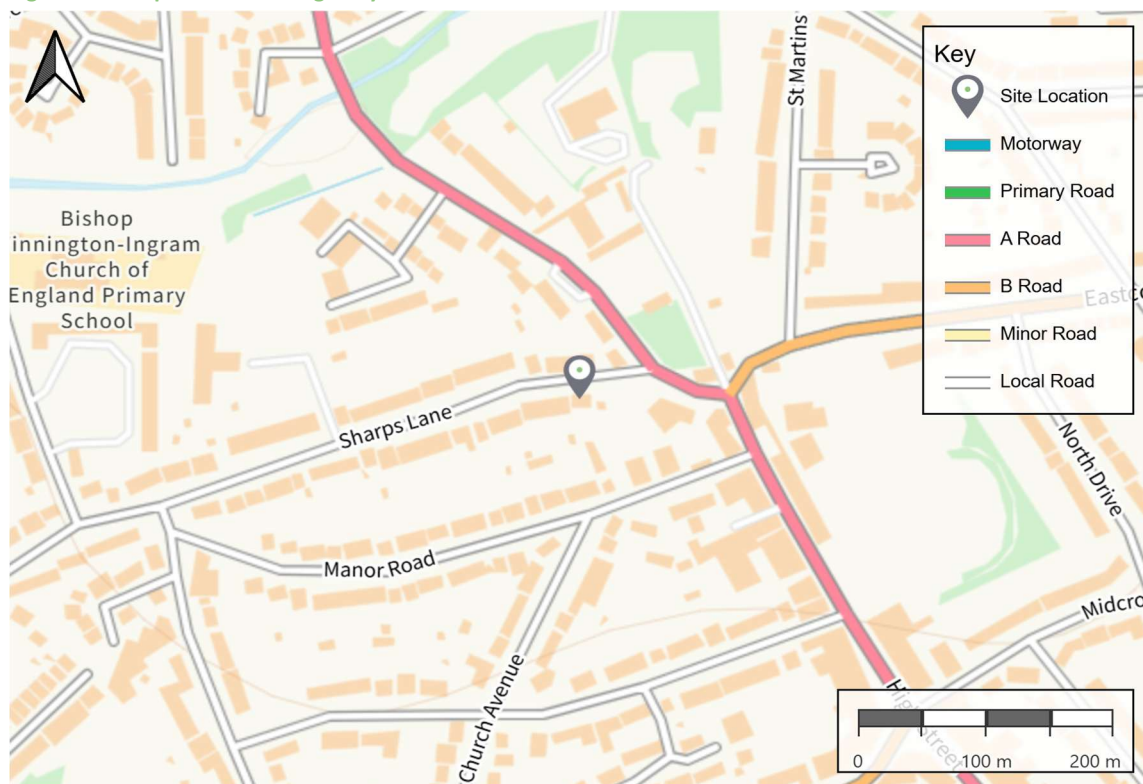 Key
Site Location
Motorway
Primary Road
A Road
B Road
Minor Road
Local Road
St Martins
Bishop
innington-Ingram
Church of
England Primary
School
Eastc
Sharps Lane
North Drive
Manor Road
Midcro
Church Avenue
High Street
0 100 m 200 m